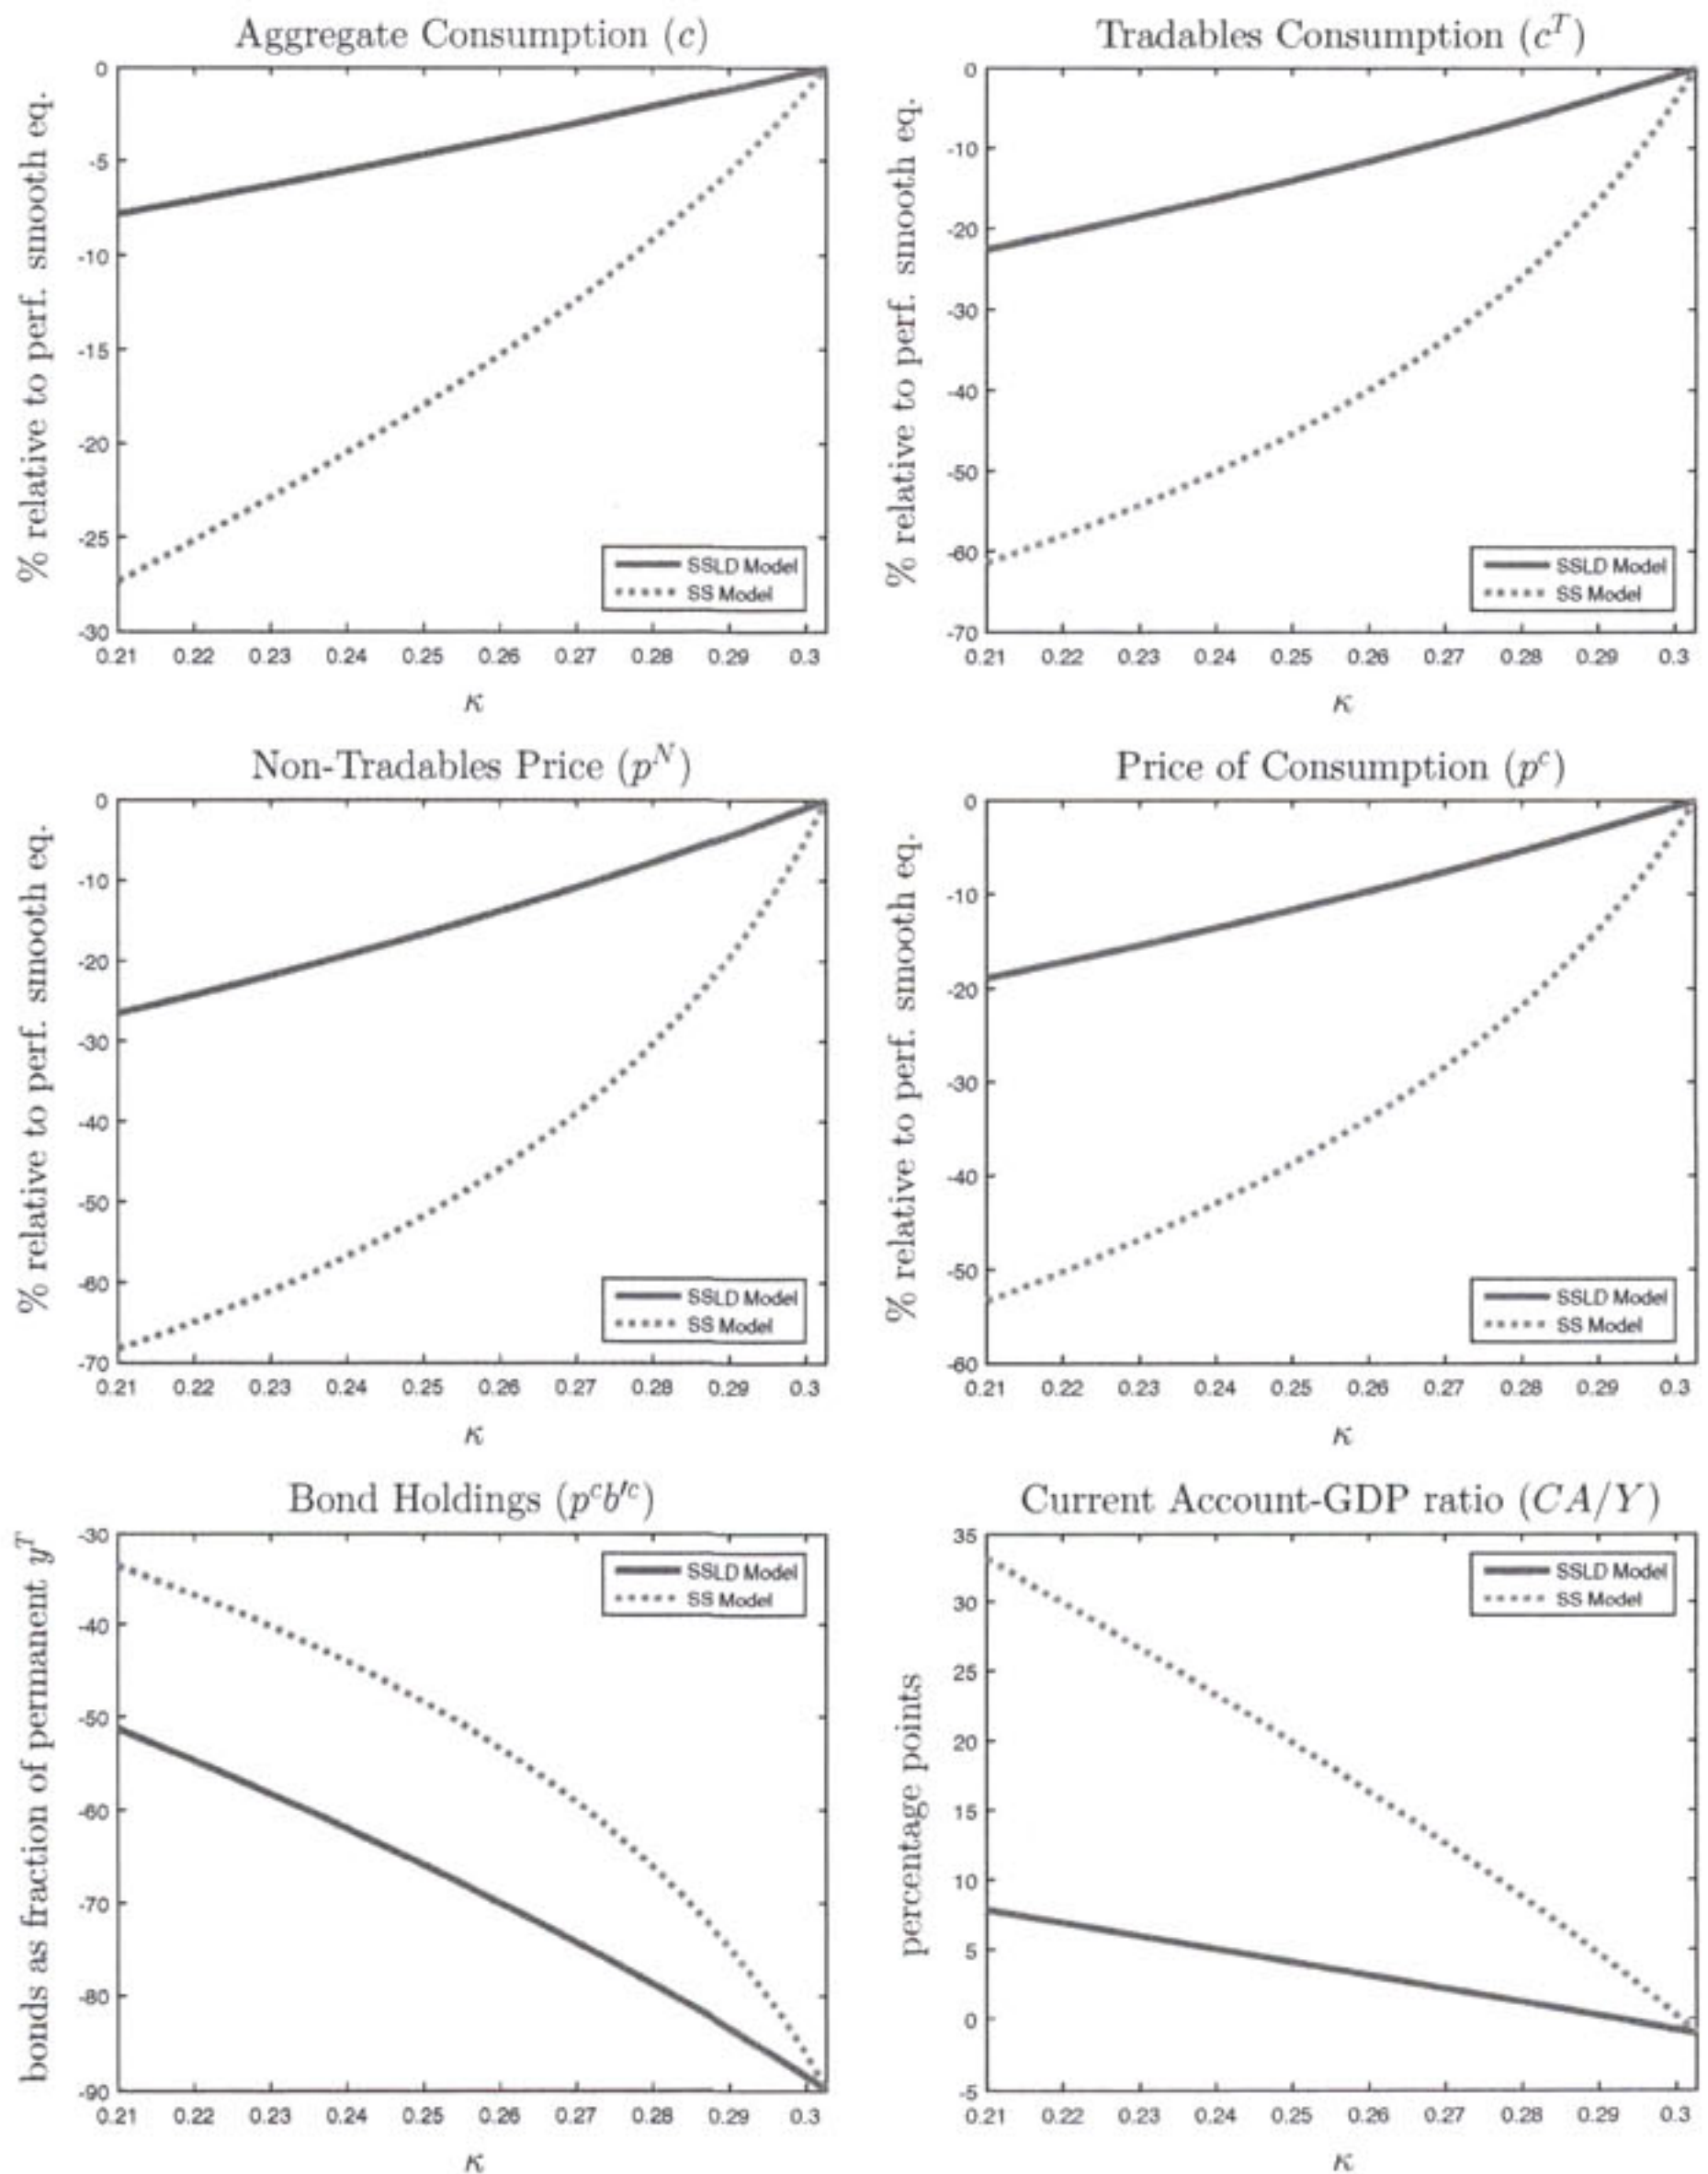 Aggregate Consumption (c)
% relative to perf. smooth eq.
0
-5
-10
-15
-20
-25
-30
SSLD Model
SS Model
0.21 0.22 0.23 0.24 0.25 0.26 0.27 0.28 0.29 0.3
κ
Tradables Consumption (c^T)
% relative to perf. smooth eq.
0
-10
-20
-30
-40
-50
-60
-70
SSLD Model
SS Model
0.21 0.22 0.23 0.24 0.25 0.26 0.27 0.28 0.29 0.3
κ
Non-Tradables Price (p^N)
% relative to perf. smooth eq.
0
-10
-20
-30
-40
-50
-60
-70
SSLD Model
SS Model
0.21 0.22 0.23 0.24 0.25 0.26 0.27 0.28 0.29 0.3
κ
Price of Consumption (p^c)
% relative to perf. smooth eq.
0
-10
-20
-30
-40
-50
-60
SSLD Model
SS Model
0.21 0.22 0.23 0.24 0.25 0.26 0.27 0.28 0.29 0.3
κ
Bond Holdings (p^c b'^c)
bonds as fraction of permanent y^T
-30
-40
-50
-60
-70
-80
-90
SSLD Model
SS Model
0.21 0.22 0.23 0.24 0.25 0.26 0.27 0.28 0.29 0.3
κ
Current Account-GDP ratio (CA/Y)
percentage points
35
30
25
20
15
10
5
0
-5
SSLD Model
SS Model
0.21 0.22 0.23 0.24 0.25 0.26 0.27 0.28 0.29 0.3
κ